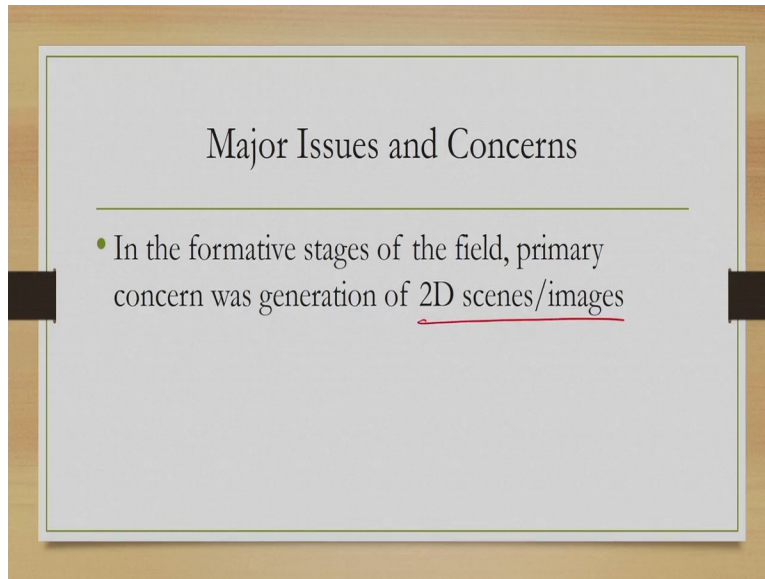 Major Issues and Concerns
• In the formative stages of the field, primary
concern was generation of 2D scenes/images